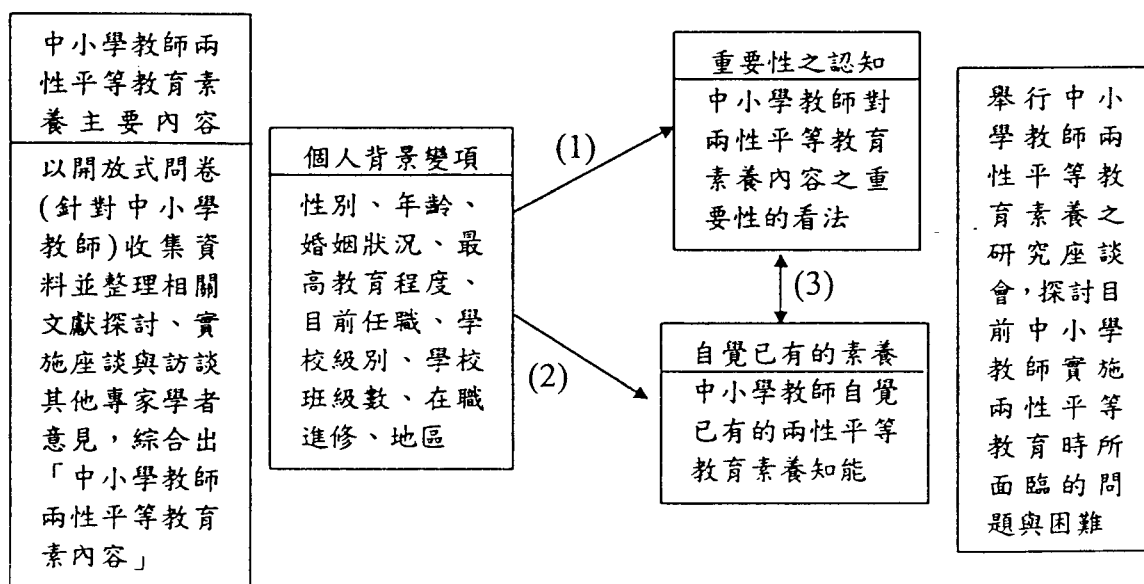 中小學教師兩
性平等教育素
養主要內容
以開放式問卷
(針對中小學
教師)收集資
料並整理相關
文獻探討、實
施座談與訪談
其他專家學者
意見，綜合出
「中小學教師
兩性平等教育
素內容」
個人背景變項
性別、年齡、
婚姻狀況、最
高教育程度、
目前任職、學
校級別、學校
班級數、在職
進修、地區
(1)
(2)
重要性之認知
中小學教師對
兩性平等教育
素養內容之重
要性的看法
(3)
自覺已有的素養
中小學教師自覺
已有的兩性平等
教育素養知能
舉行中小
學教師兩
性平等教
育素養之
研究座談
會，探討目
前中小學
教師實施
兩性平等
教育時所
面臨的問
題與困難